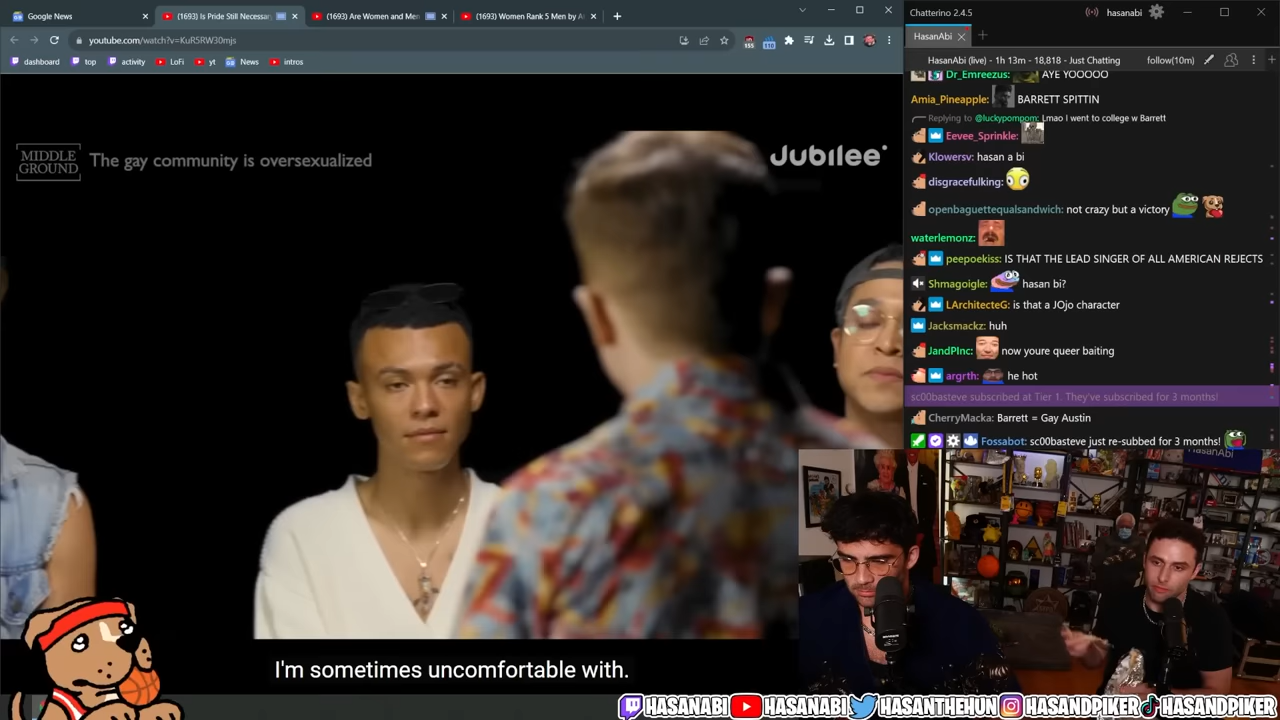 Google News
(1693) Is Pride Still Necessary
(1693) Are Women and Men
(1693) Women Rank 5 Men by A
youtube.com/watch?v=KuR5RW30mjs
dashboard
top
activity
LoFi
yt
News
intros
MIDDLE
GROUND
The gay community is oversexualized
Jubilee
I'm sometimes uncomfortable with.
Chatterino 2.4.5
hasanabi
HasanAbi
HasanAbi (live) - 1h 13m - 18,818 - Just Chatting
follow(10m)
Dr_Emreezus: AYE YOOOOO
Amia_Pineapple: BARRETT SPITTIN
Replying to @luckypompom: Lmao I went to college w Barrett
Eevee_Sprinkle:
Klowersv: hasan a bi
disgracefulking:
openbaguettequalsandwich: not crazy but a victory
waterlemonz:
peepoekiss: IS THAT THE LEAD SINGER OF ALL AMERICAN REJECTS
Shmagoigle: hasan bi?
LArchitecteG: is that a JOjo character
Jacksmackz: huh
JandPInc: now youre queer baiting
argrth: he hot
sc00basteve subscribed at Tier 1. They've subscribed for 3 months!
CherryMacka: Barrett = Gay Austin
Fossabot: sc00basteve just re-subbed for 3 months!
HasanAbi
HASANABI
HASANABI
HASANTHEHUN
HASANDPIKER
HASANDPIKER